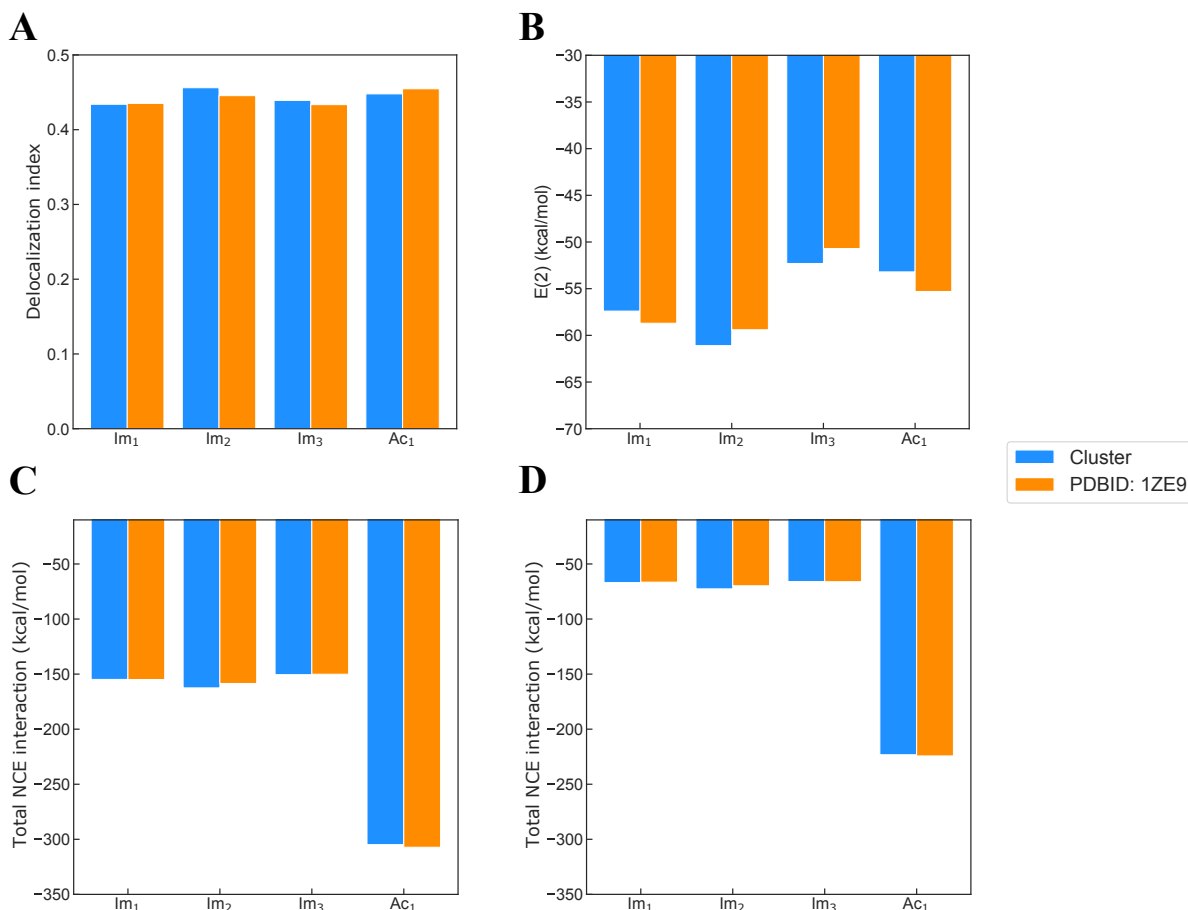 A
B
0.5
0.4
0.3
0.2
0.1
0.0
Delocalization index
Im₁ Im₂ Im₃ Ac₁
−30
−35
−40
−45
−50
−55
−60
−65
−70
E(2) (kcal/mol)
Im₁ Im₂ Im₃ Ac₁
Cluster
PDBID: 1ZE9
C
D
−50
−100
−150
−200
−250
−300
−350
Total NCE interaction (kcal/mol)
Im₁ Im₂ Im₃ Ac₁
−50
−100
−150
−200
−250
−300
−350
Total NCE interaction (kcal/mol)
Im₁ Im₂ Im₃ Ac₁